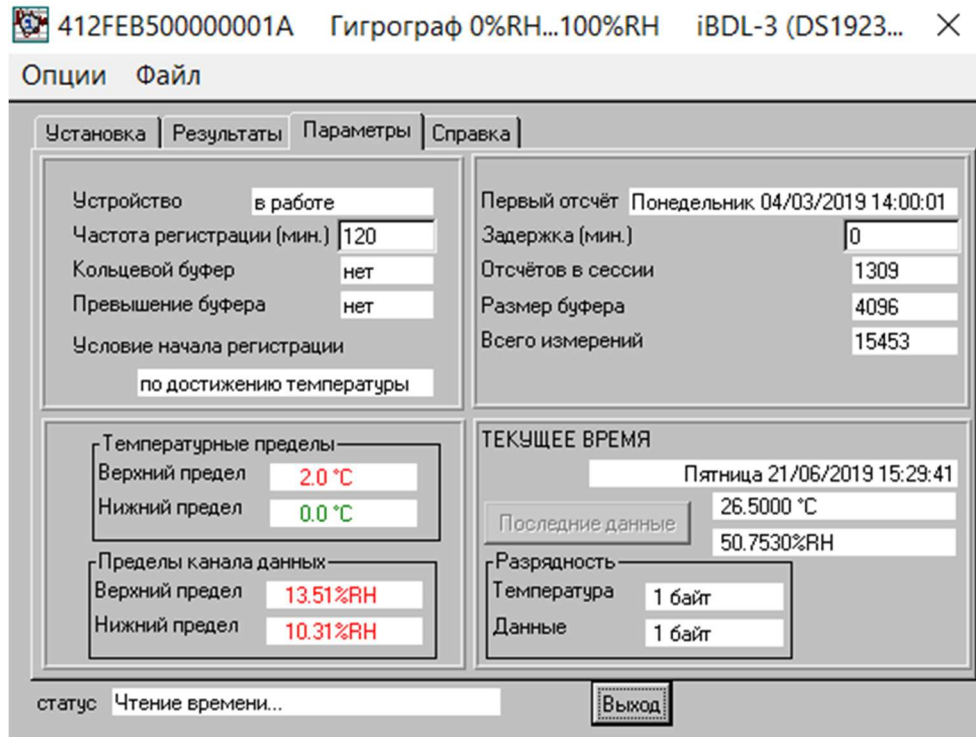 412FEB500000001A Гигрограф 0%RH...100%RH iBDL-3 (DS1923...
Опции Файл
Установка Результаты Параметры Справка
Устройство в работе
Частота регистрации (мин.) 120
Кольцевой буфер нет
Превышение буфера нет
Условие начала регистрации
по достижению температуры
Первый отсчёт Понедельник 04/03/2019 14:00:01
Задержка (мин.) 0
Отсчётов в сессии 1309
Размер буфера 4096
Всего измерений 15453
Температурные пределы
Верхний предел 2.0 °C
Нижний предел 0.0 °C
Пределы канала данных
Верхний предел 13.51%RH
Нижний предел 10.31%RH
ТЕКУЩЕЕ ВРЕМЯ
Пятница 21/06/2019 15:29:41
Последние данные 26.5000 °C
50.7530%RH
Разрядность
Температура 1 байт
Данные 1 байт
статус Чтение времени... Выход